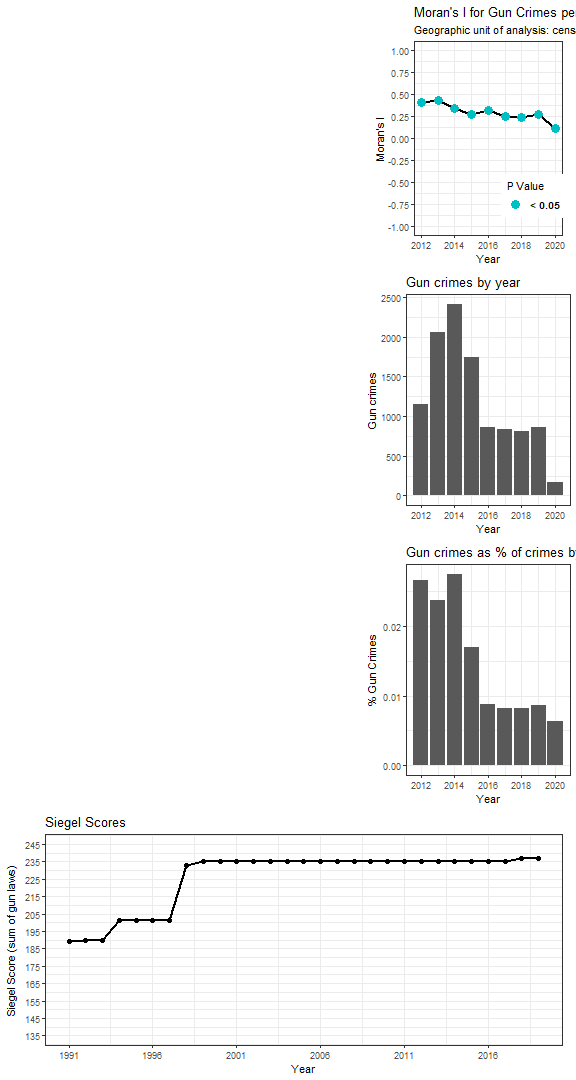 Moran's I for Gun Crimes pe
Geographic unit of analysis: cens
1.00
0.75
0.50
0.25
0.00
-0.25
-0.50
-0.75
-1.00
Moran's I
P Value
< 0.05
2012 2014 2016 2018 2020
Year
Gun crimes by year
2500
2000
1500
1000
500
0
Gun crimes
2012 2014 2016 2018 2020
Year
Gun crimes as % of crimes b
0.02
0.01
0.00
% Gun Crimes
2012 2014 2016 2018 2020
Year
Siegel Scores
245
235
225
215
205
195
185
175
165
155
145
135
Siegel Score (sum of gun laws)
1991 1996 2001 2006 2011 2016
Year